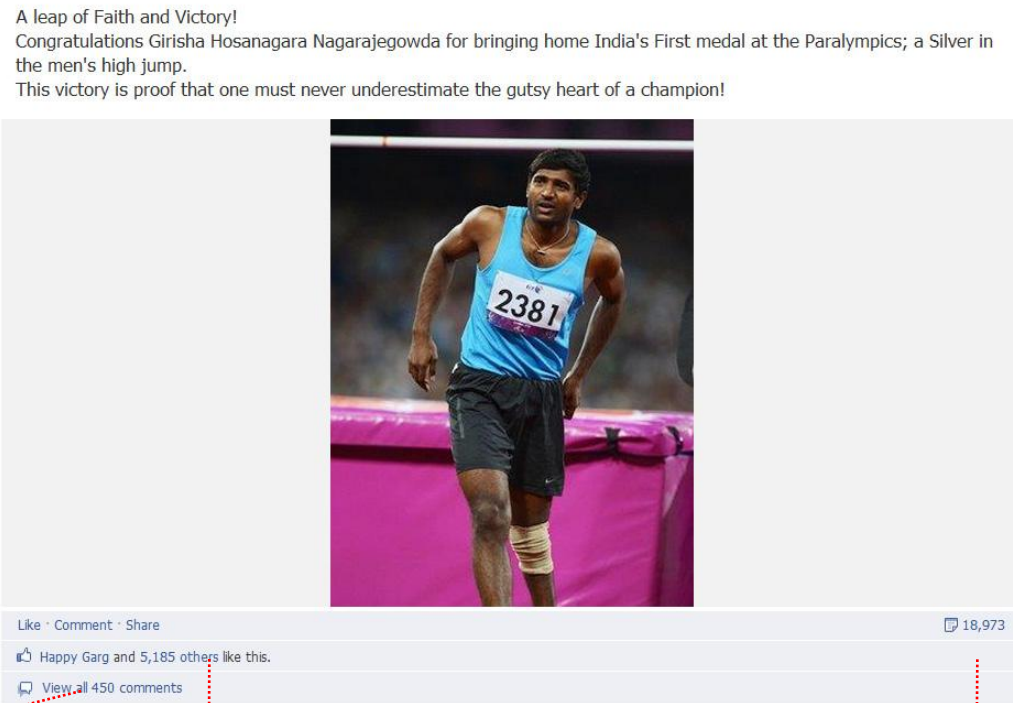 A leap of Faith and Victory!
Congratulations Girisha Hosanagara Nagarajegowda for bringing home India's First medal at the Paralympics; a Silver in
the men's high jump.
This victory is proof that one must never underestimate the gutsy heart of a champion!
2381
Like · Comment · Share
18,973
Happy Garg and 5,185 others like this.
View all 450 comments